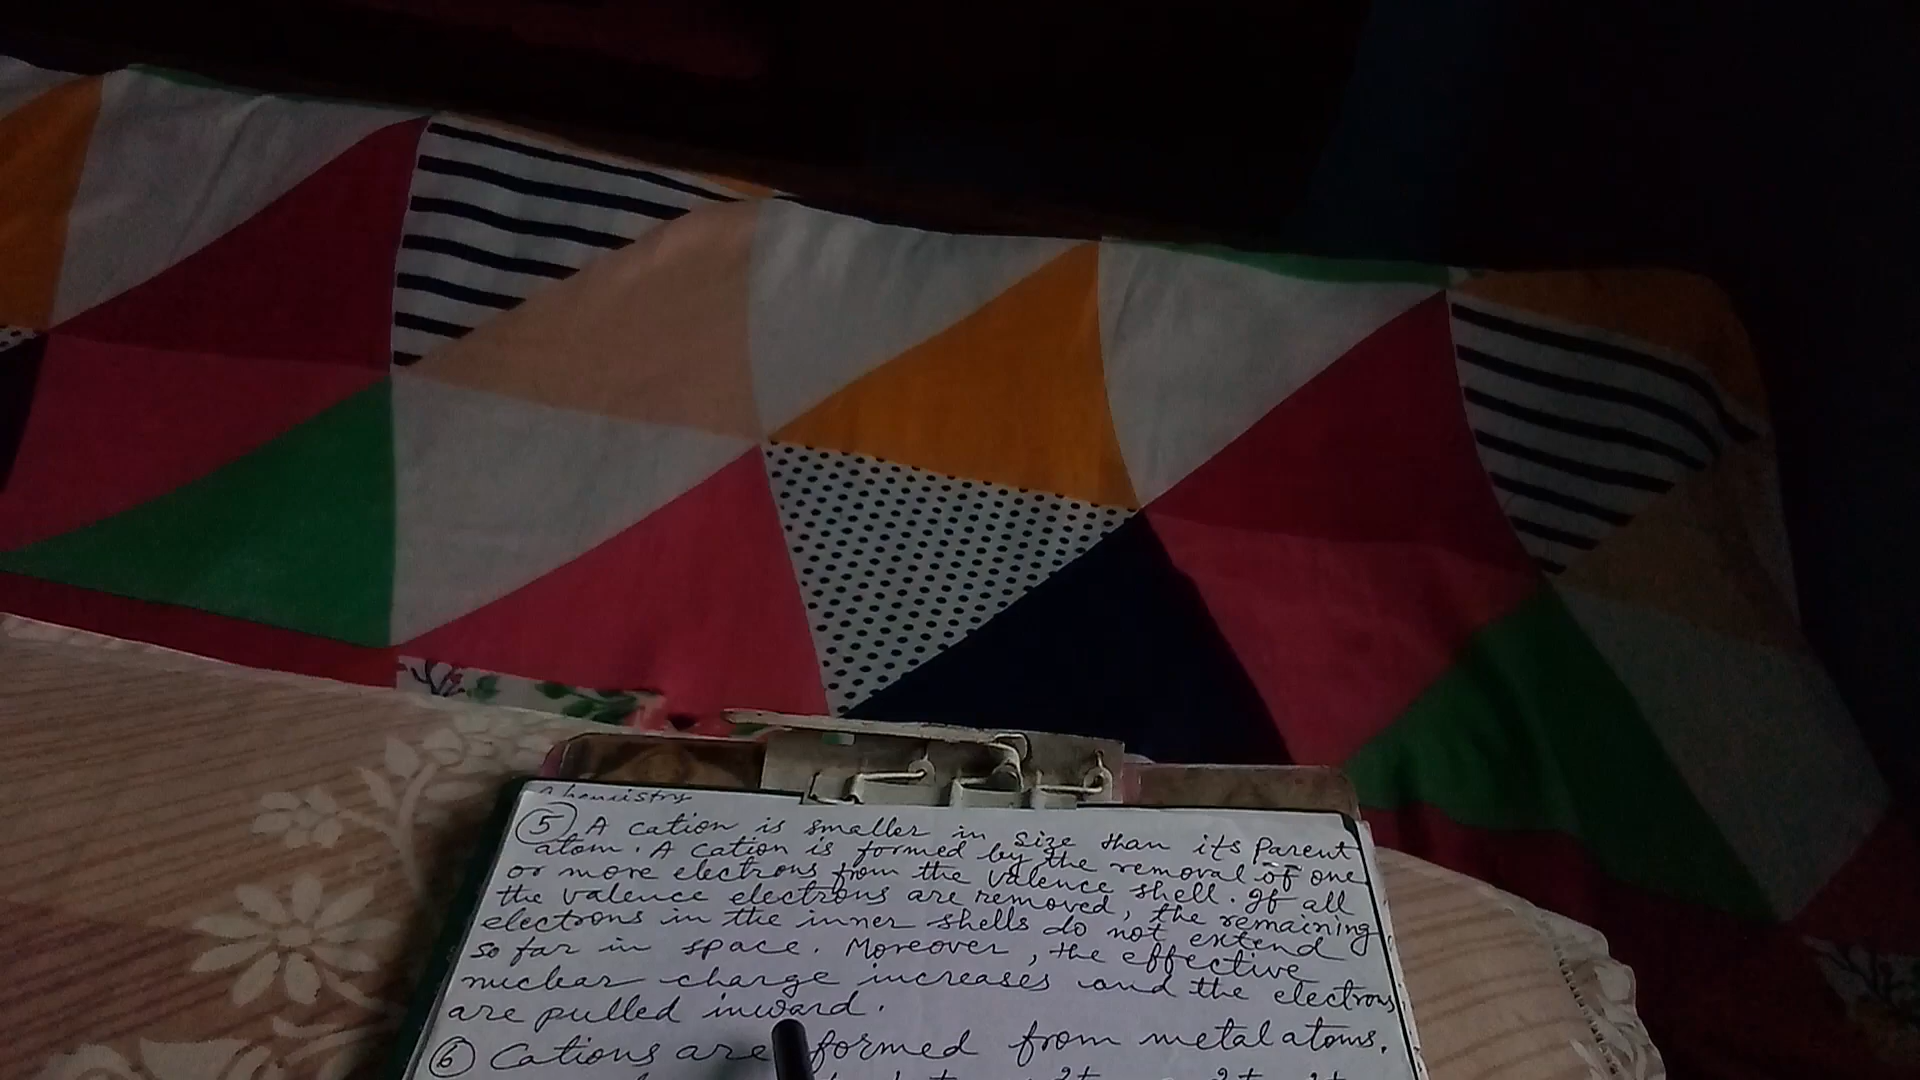 Chemistry
(5) A cation is smaller in size than its Parent
atom. A cation is formed by the removal of one
or more electrons from the valence shell. If all
the valence electrons are removed, the remaining
electrons in the inner shells do not extend
so far in space. Moreover, the effective
nuclear charge increases and the electrons
are pulled inward.
(6) Cations are formed from metal atoms.